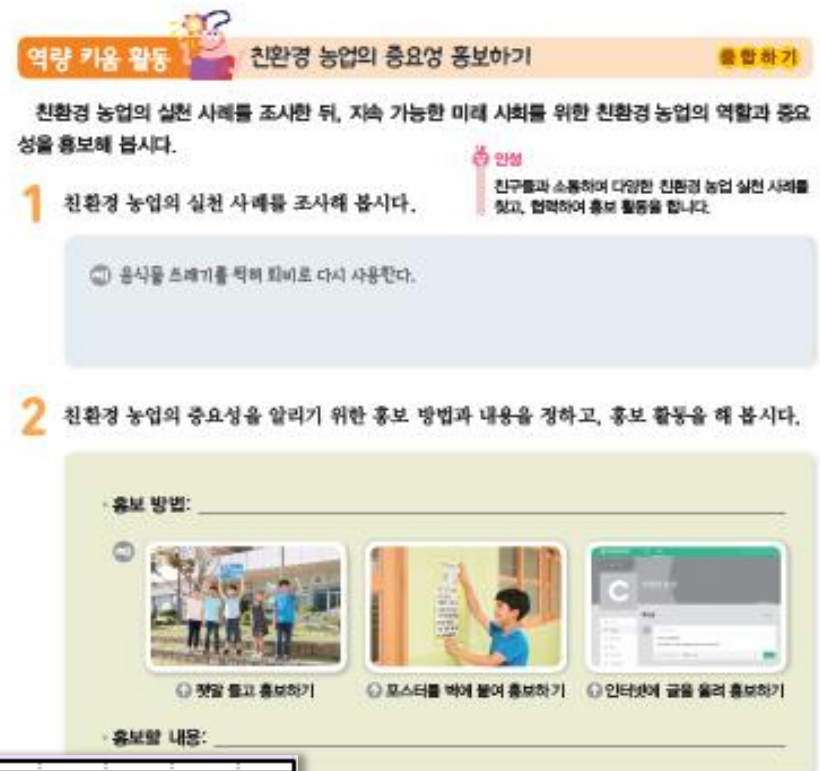 역량 키움 활동
친환경 농업의 중요성 홍보하기
종합하기
친환경 농업의 실천 사례를 조사한 뒤, 지속 가능한 미래 사회를 위한 친환경 농업의 역할과 중요
성을 홍보해 봅시다.
인성
친구들과 소통하며 다양한 친환경 농업 실천 사례를
찾고, 협력하여 홍보 활동을 합니다.
1 친환경 농업의 실천 사례를 조사해 봅시다.
예 음식물 쓰레기를 썩혀 퇴비로 다시 사용한다.
2 친환경 농업의 중요성을 알리기 위한 홍보 방법과 내용을 정하고, 홍보 활동을 해 봅시다.
· 홍보 방법:
예
팻말 들고 홍보하기
포스터를 벽에 붙여 홍보하기
인터넷에 글을 올려 홍보하기
· 홍보할 내용: